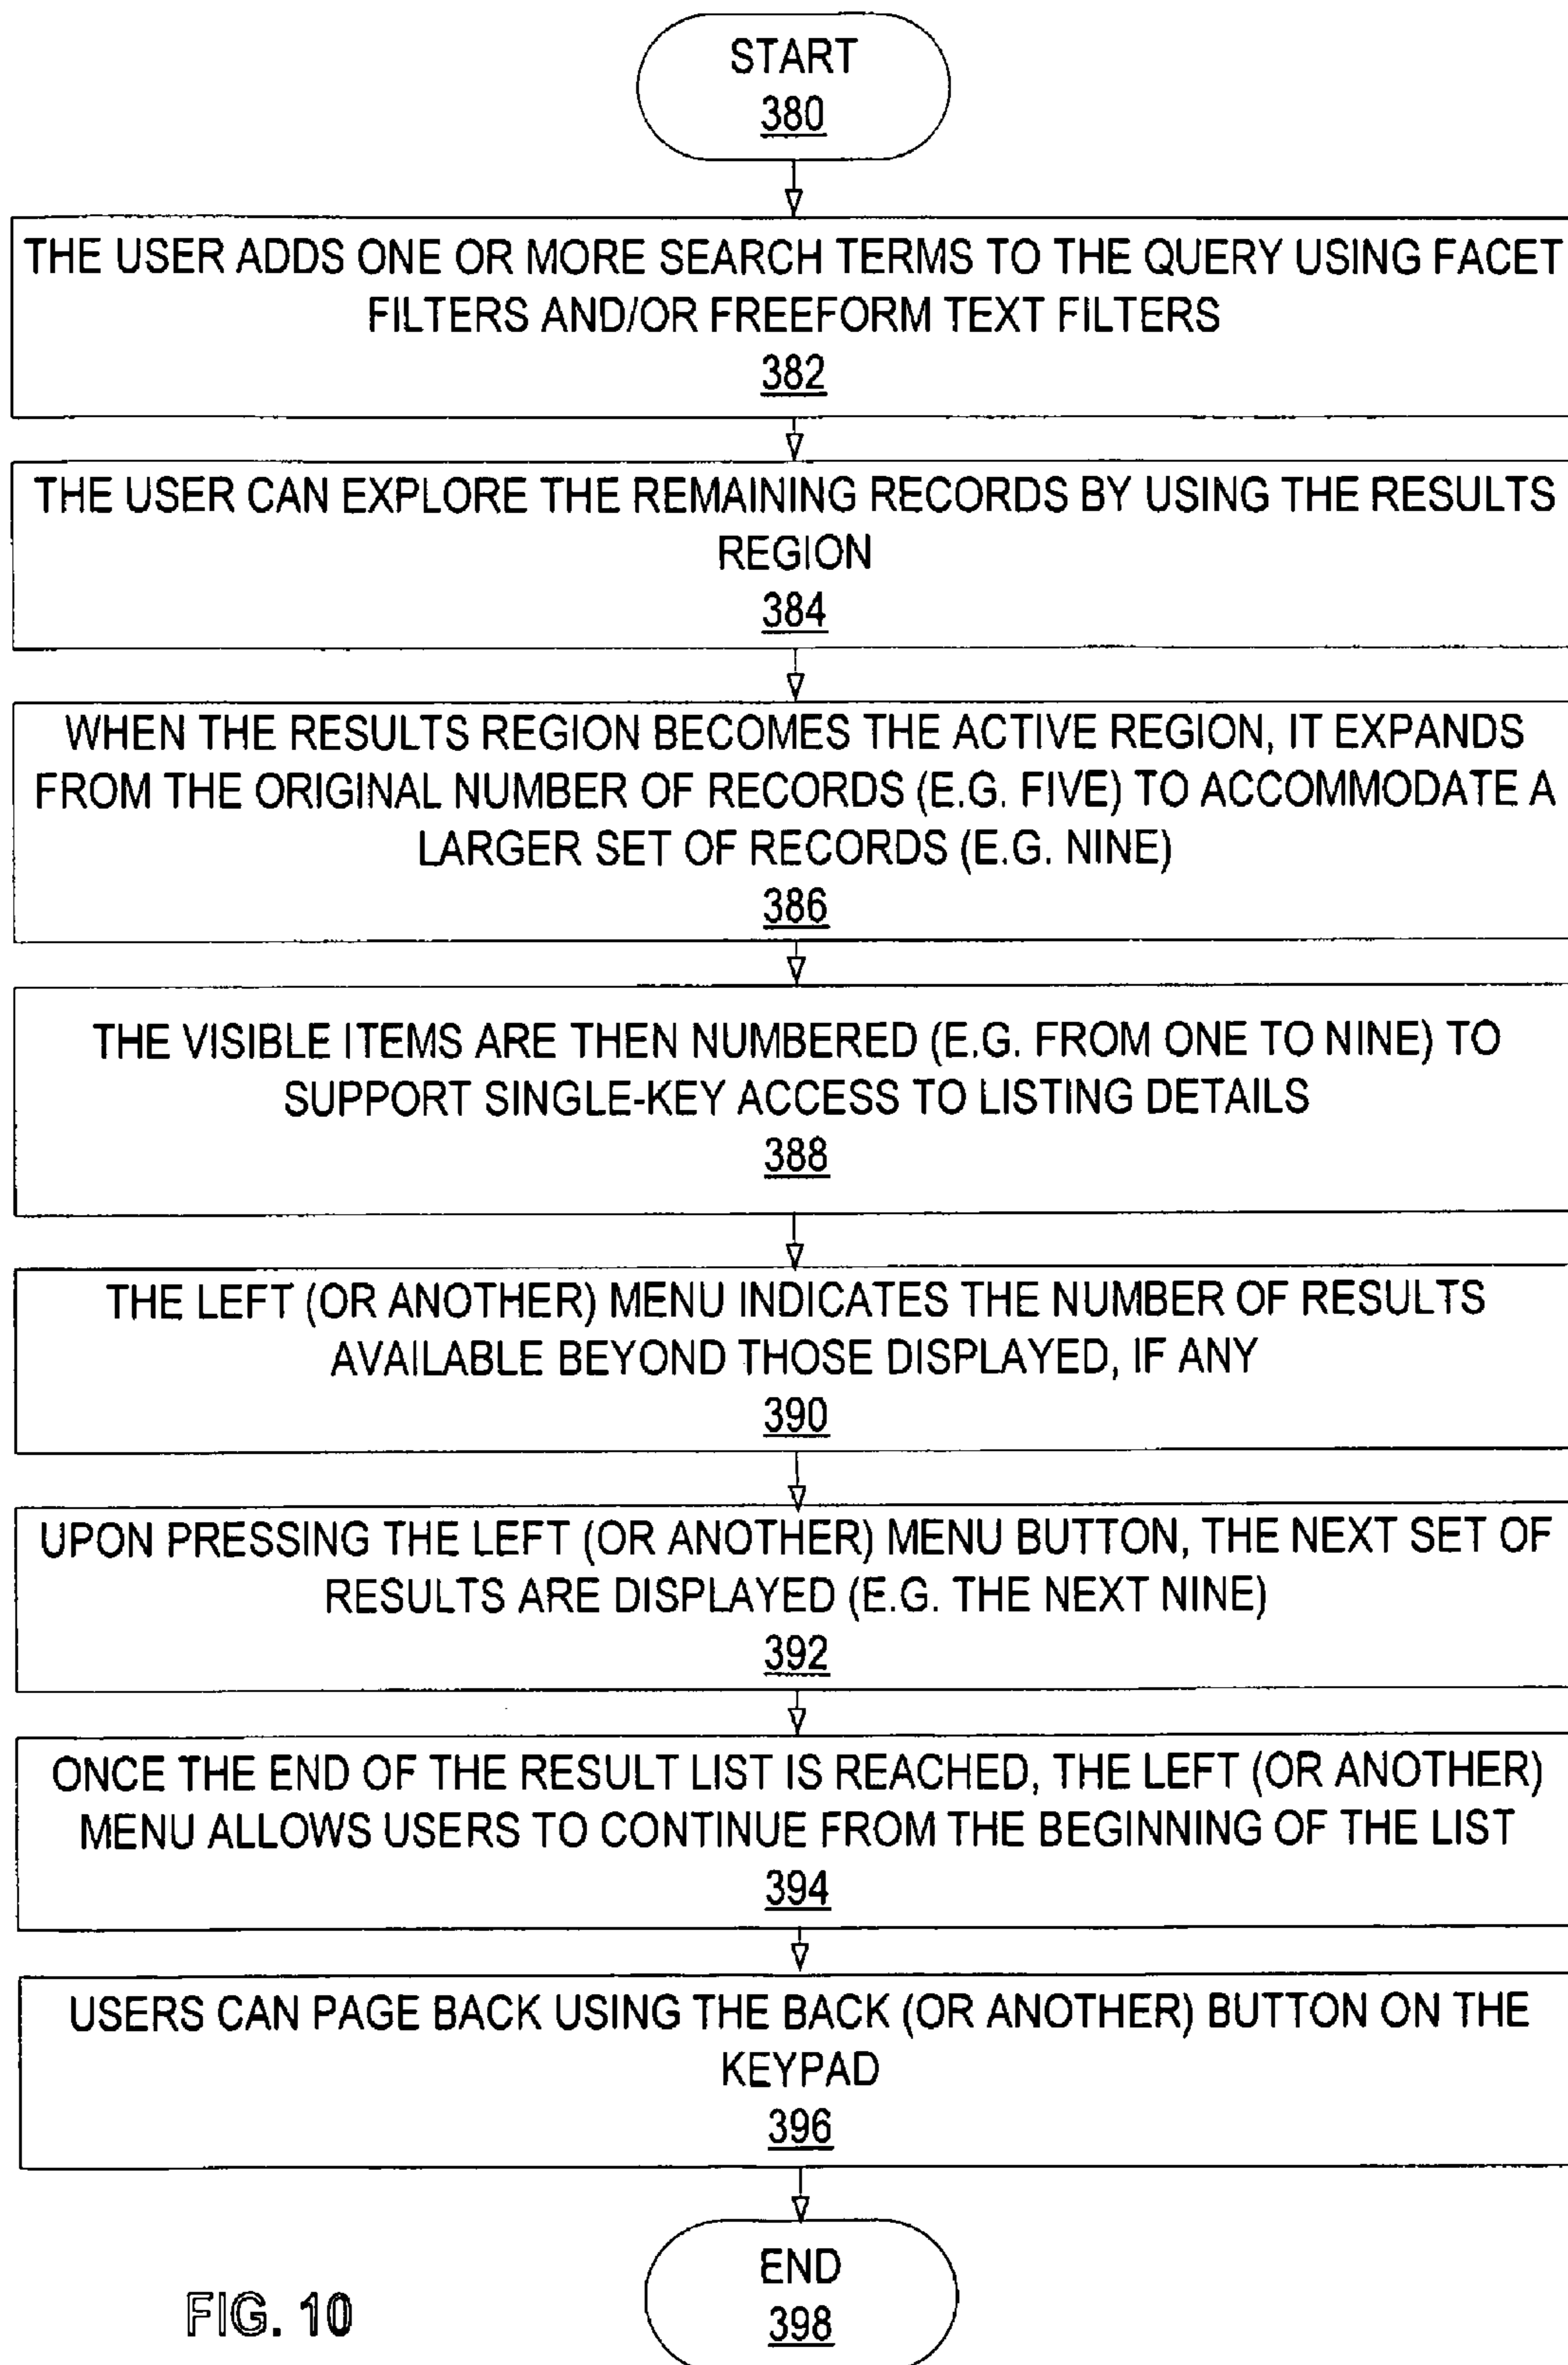 START
380
THE USER ADDS ONE OR MORE SEARCH TERMS TO THE QUERY USING FACET
FILTERS AND/OR FREEFORM TEXT FILTERS
382
THE USER CAN EXPLORE THE REMAINING RECORDS BY USING THE RESULTS
REGION
384
WHEN THE RESULTS REGION BECOMES THE ACTIVE REGION, IT EXPANDS
FROM THE ORIGINAL NUMBER OF RECORDS (E.G. FIVE) TO ACCOMMODATE A
LARGER SET OF RECORDS (E.G. NINE)
386
THE VISIBLE ITEMS ARE THEN NUMBERED (E.G. FROM ONE TO NINE) TO
SUPPORT SINGLE-KEY ACCESS TO LISTING DETAILS
388
THE LEFT (OR ANOTHER) MENU INDICATES THE NUMBER OF RESULTS
AVAILABLE BEYOND THOSE DISPLAYED, IF ANY
390
UPON PRESSING THE LEFT (OR ANOTHER) MENU BUTTON, THE NEXT SET OF
RESULTS ARE DISPLAYED (E.G. THE NEXT NINE)
392
ONCE THE END OF THE RESULT LIST IS REACHED, THE LEFT (OR ANOTHER)
MENU ALLOWS USERS TO CONTINUE FROM THE BEGINNING OF THE LIST
394
USERS CAN PAGE BACK USING THE BACK (OR ANOTHER) BUTTON ON THE
KEYPAD
396
END
398
FIG. 10